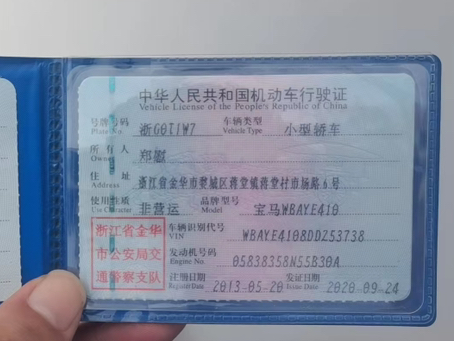 中华人民共和国机动车行驶证
Vehicle License of the People's Republic of China
号牌号码 浙G0T1W7 车辆类型 小型轿车
Plate No. Vehicle Type
所有人 郑
Owner
住址 浙江省金华市婺城区蒋堂镇蒋堂村市场路6号
Address
使用性质 非营运 品牌型号 宝马WBAYE410
Use Character Model
浙江省金华
市公安局交
通警察支队
车辆识别代号 WBAYE4108DDZ53738
VIN
发动机号码 05838358N55B30A
Engine No.
注册日期 2013-05-20 发证日期 2020-09-24
Register Date Issue Date